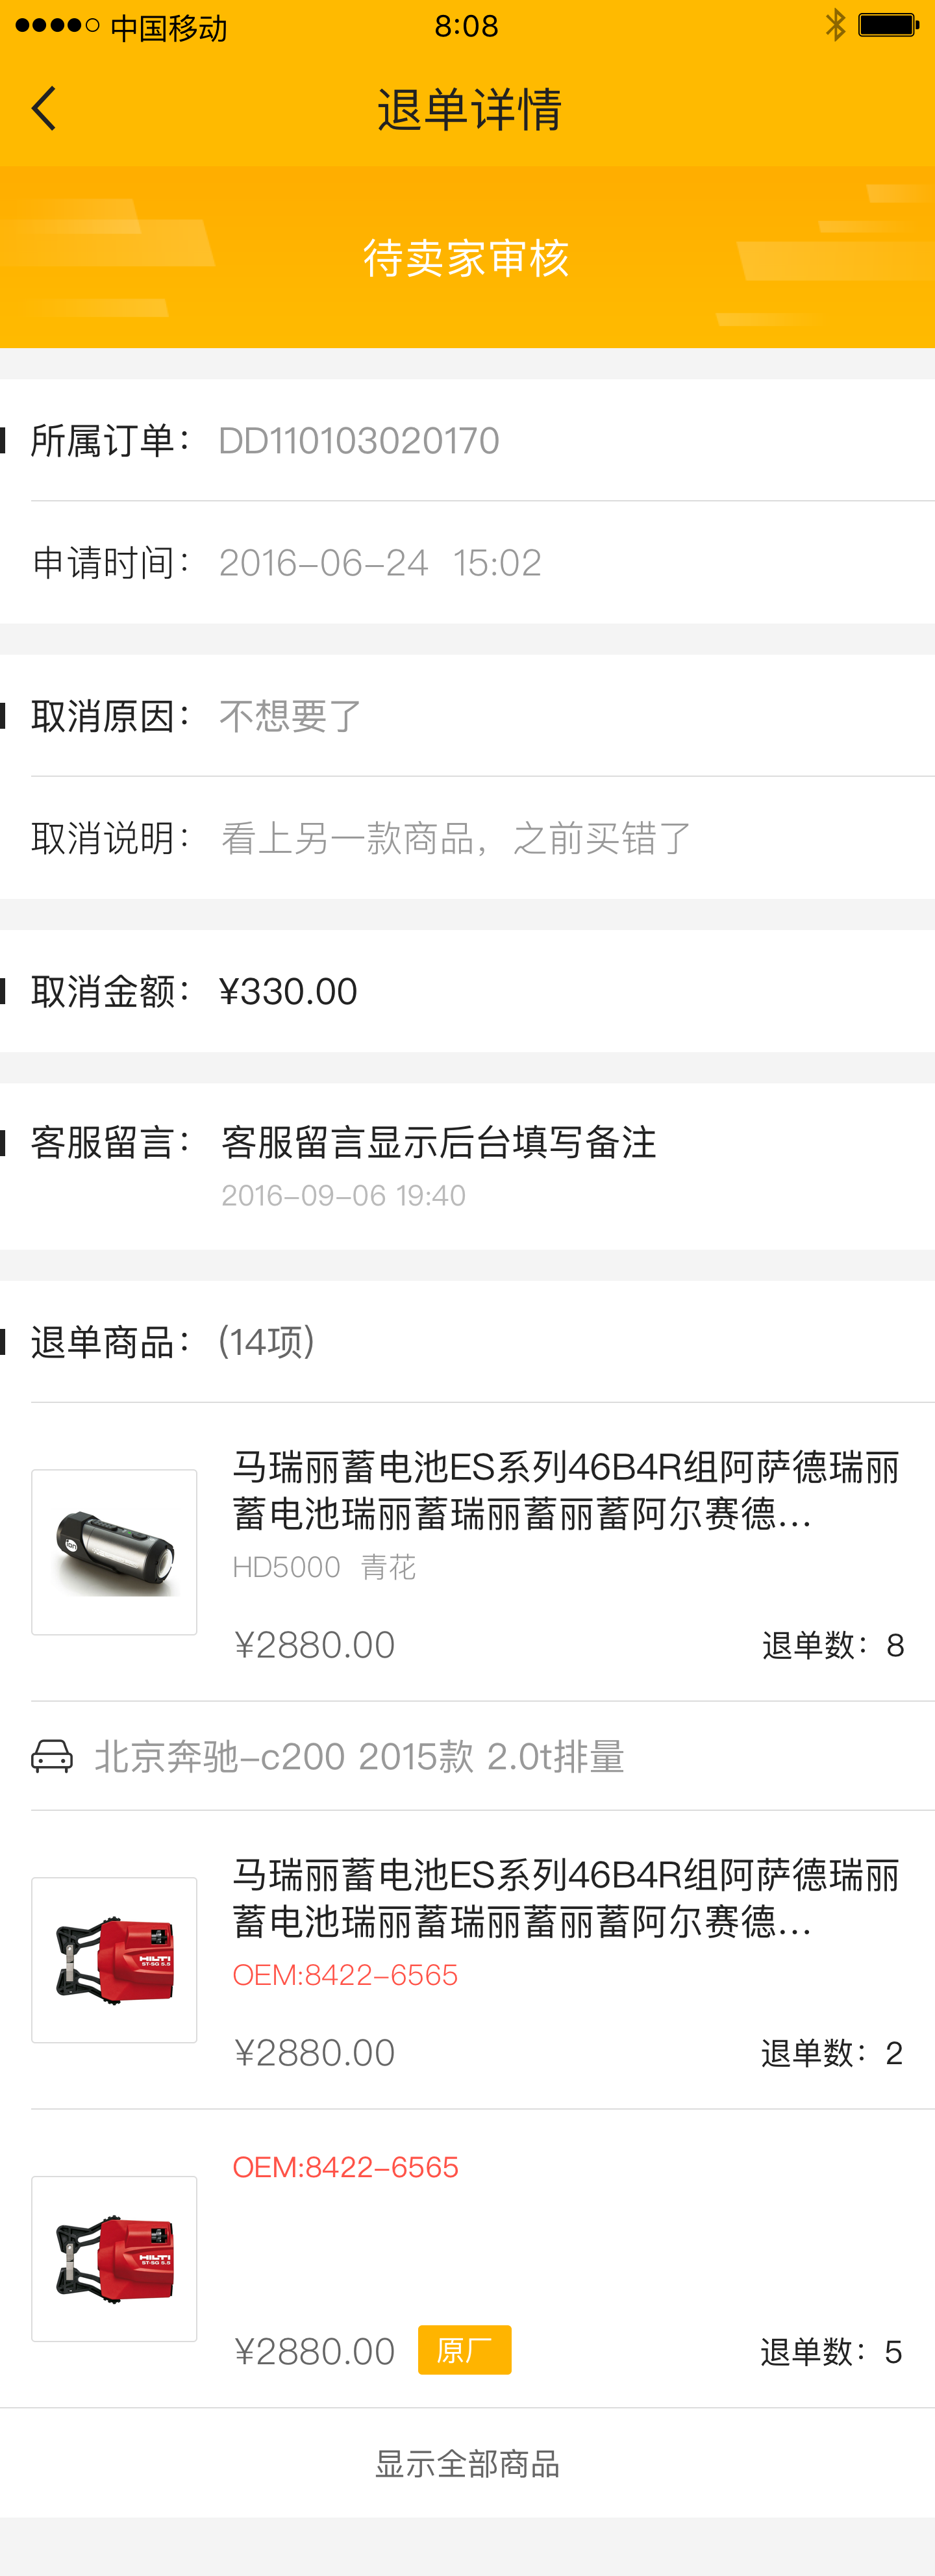 中国移动 8:08
退单详情
待卖家审核
所属订单： DD110103020170
申请时间： 2016-06-24 15:02
取消原因： 不想要了
取消说明： 看上另一款商品，之前买错了
取消金额： ¥330.00
客服留言： 客服留言显示后台填写备注
2016-09-06 19:40
退单商品： (14项)
马瑞丽蓄电池ES系列46B4R组阿萨德瑞丽
蓄电池瑞丽蓄瑞丽蓄丽蓄阿尔赛德...
HD5000 青花
¥2880.00 退单数：8
ion
北京奔驰-c200 2015款 2.0t排量
马瑞丽蓄电池ES系列46B4R组阿萨德瑞丽
蓄电池瑞丽蓄瑞丽蓄丽蓄阿尔赛德...
HILTI
ST-SG 5.5
OEM:8422-6565
¥2880.00 退单数：2
OEM:8422-6565
HILTI
ST-SG 5.5
¥2880.00 原厂 退单数：5
显示全部商品